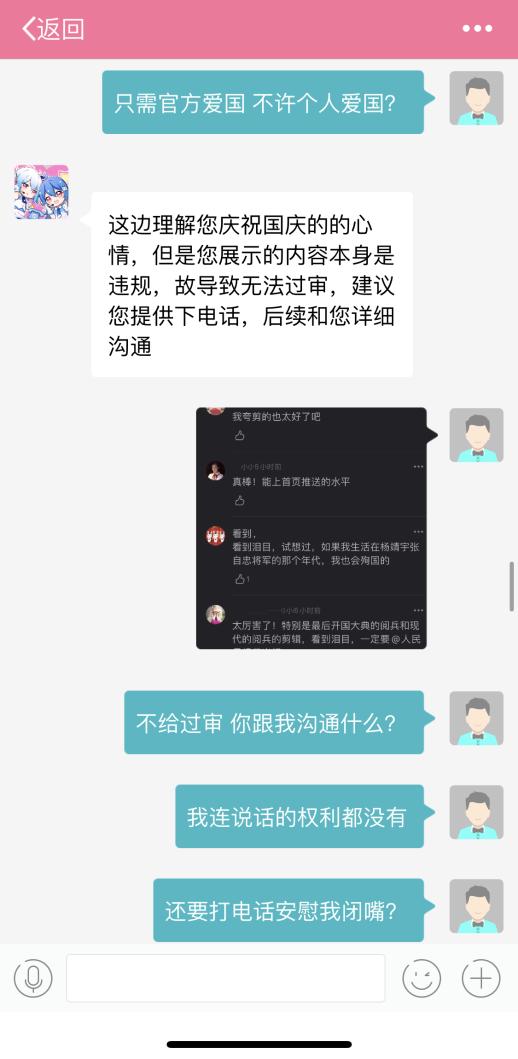 返回
只需官方爱国 不许个人爱国?
这边理解您庆祝国庆的的心
情，但是您展示的内容本身是
违规，故导致无法过审，建议
您提供下电话，后续和您详细
沟通
我夸剪的也太好了吧
小小6小时前
真棒！能上首页推送的水平
看到，
看到泪目，试想过，如果我生活在杨靖宇张
自忠将军的那个年代，我也会殉国的
1
小小6小时前
太厉害了！特别是最后开国大典的阅兵和现
代的阅兵的剪辑，看到泪目，一定要@人民
不给过审 你跟我沟通什么?
我连说话的权利都没有
还要打电话安慰我闭嘴?